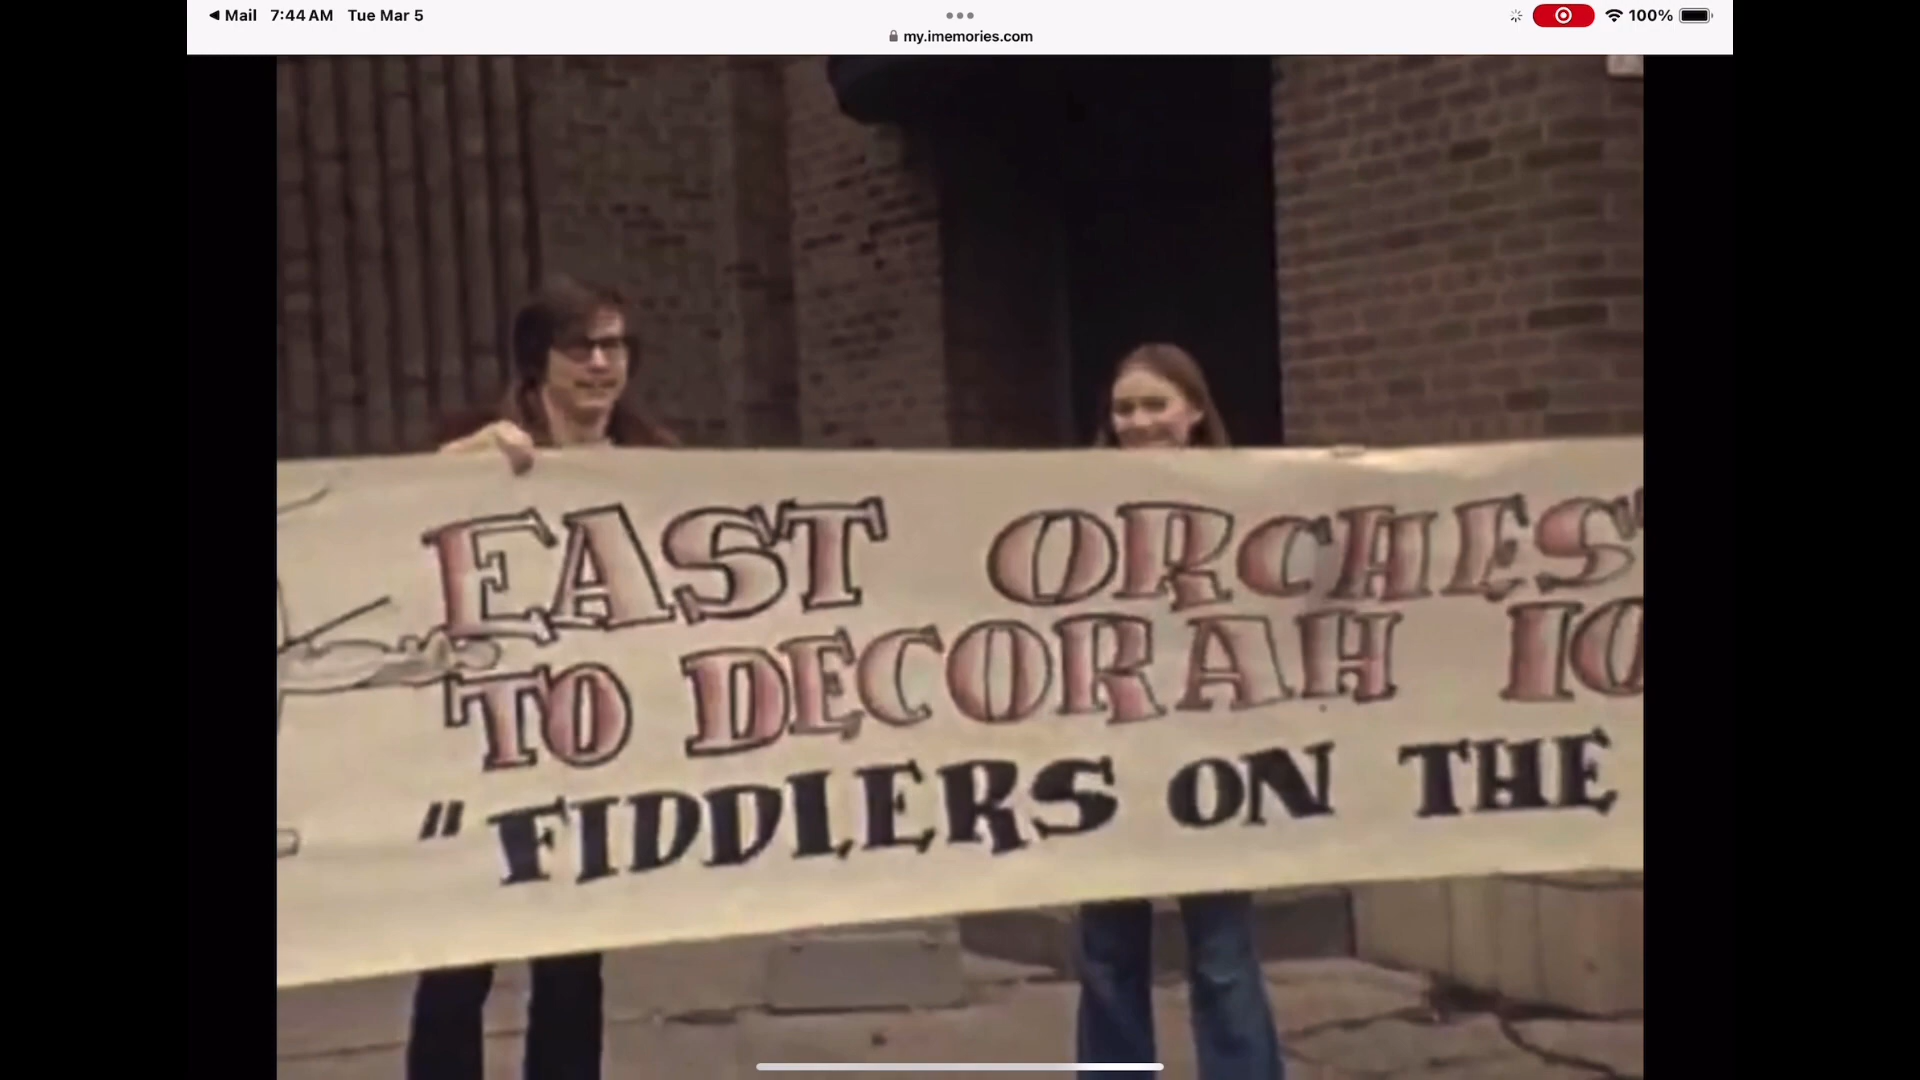 Mail 7:44 AM Tue Mar 5
100%
my.imemories.com
EAST ORCHES
TO DECORAH IO
"FIDDLERS ON THE